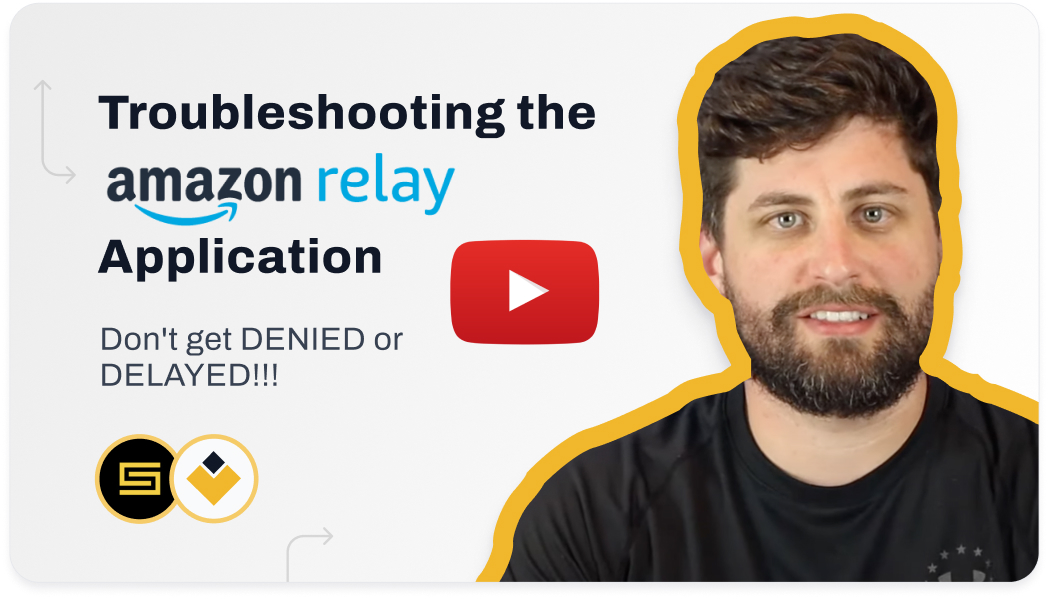 Troubleshooting the
amazon relay
Application
Don't get DENIED or
DELAYED!!!